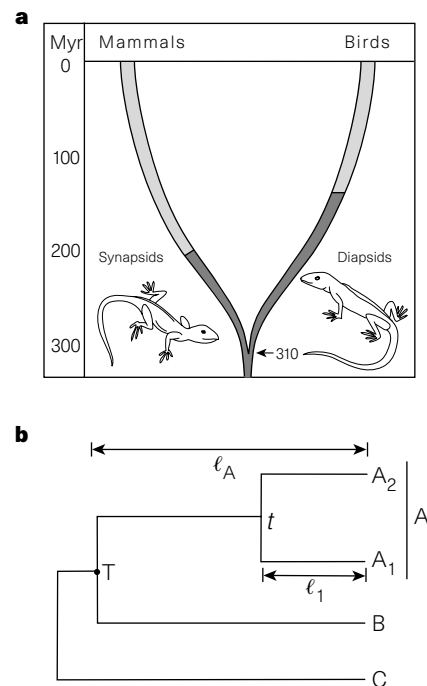 a
Myr Mammals Birds
0
100
200
Synapsids Diapsids
300
310
b
ℓA
A2
t
A
T
A1
ℓ1
B
C